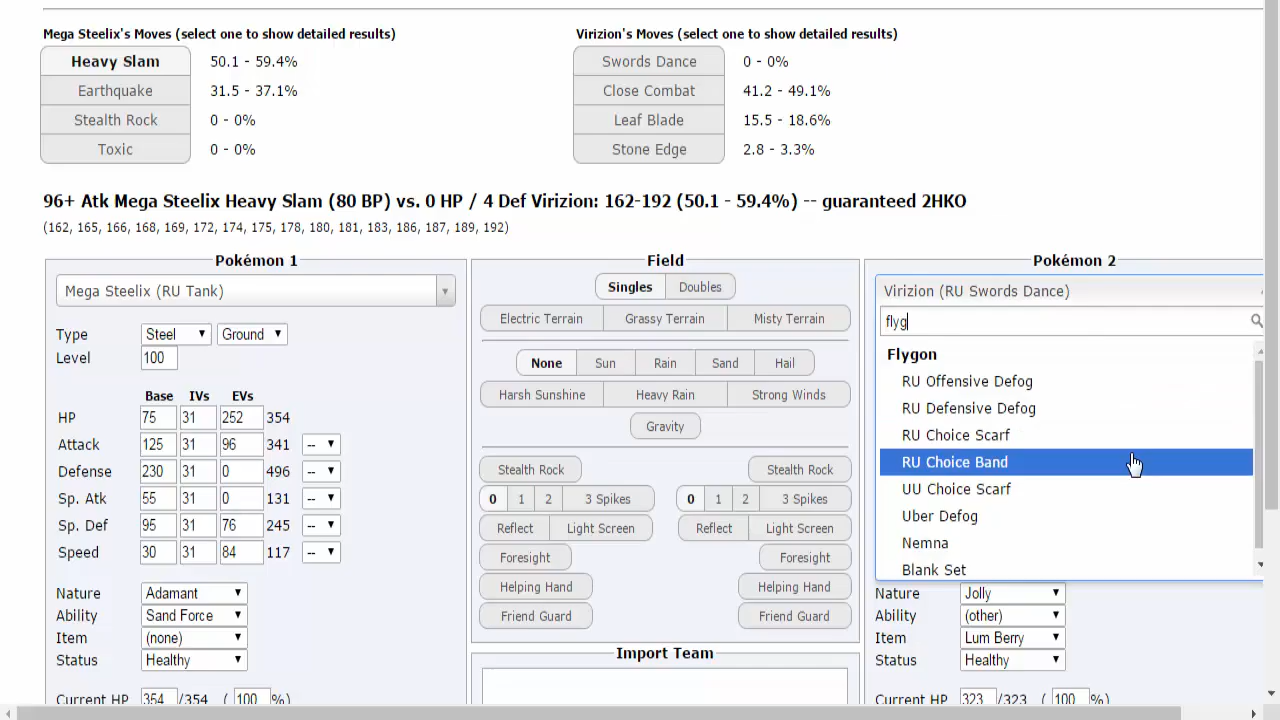 Mega Steelix's Moves (select one to show detailed results)
Virizion's Moves (select one to show detailed results)
Heavy Slam 50.1 - 59.4%
Swords Dance 0 - 0%
Earthquake 31.5 - 37.1%
Close Combat 41.2 - 49.1%
Stealth Rock 0 - 0%
Leaf Blade 15.5 - 18.6%
Toxic 0 - 0%
Stone Edge 2.8 - 3.3%
96+ Atk Mega Steelix Heavy Slam (80 BP) vs. 0 HP / 4 Def Virizion: 162-192 (50.1 - 59.4%) -- guaranteed 2HKO
(162, 165, 166, 168, 169, 172, 174, 175, 178, 180, 181, 183, 186, 187, 189, 192)
Pokémon 1
Mega Steelix (RU Tank)
Type Steel Ground
Level 100
Base IVs EVs
HP 75 31 252 354
Attack 125 31 96 341 --
Defense 230 31 0 496 --
Sp. Atk 55 31 0 131 --
Sp. Def 95 31 76 245 --
Speed 30 31 84 117 --
Nature Adamant
Ability Sand Force
Item (none)
Status Healthy
Current HP 354 /354 ( 100 %)
Field
Singles Doubles
Electric Terrain Grassy Terrain Misty Terrain
None Sun Rain Sand Hail
Harsh Sunshine Heavy Rain Strong Winds
Gravity
Stealth Rock Stealth Rock
0 1 2 3 Spikes 0 1 2 3 Spikes
Reflect Light Screen Reflect Light Screen
Foresight Foresight
Helping Hand Helping Hand
Friend Guard Friend Guard
Import Team
Pokémon 2
Virizion (RU Swords Dance)
flyg
Flygon
RU Offensive Defog
RU Defensive Defog
RU Choice Scarf
RU Choice Band
UU Choice Scarf
Uber Defog
Nemna
Blank Set
Nature Jolly
Ability (other)
Item Lum Berry
Status Healthy
Current HP 323 /323 ( 100 %)